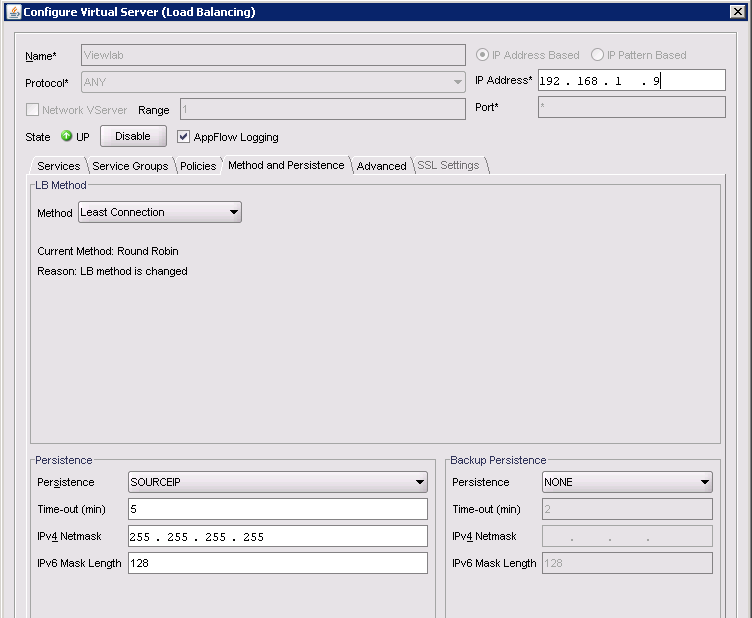 Configure Virtual Server (Load Balancing)
Name* Viewlab IP Address Based IP Pattern Based
Protocol* ANY IP Address* 192 . 168 . 1 . 9
Network VServer Range 1 Port* *
State UP Disable AppFlow Logging
Services Service Groups Policies Method and Persistence Advanced SSL Settings
LB Method
Method Least Connection
Current Method: Round Robin
Reason: LB method is changed
Persistence Backup Persistence
Persistence SOURCEIP Persistence NONE
Time-out (min) 5 Time-out (min) 2
IPv4 Netmask 255 . 255 . 255 . 255 IPv4 Netmask . . .
IPv6 Mask Length 128 IPv6 Mask Length 128